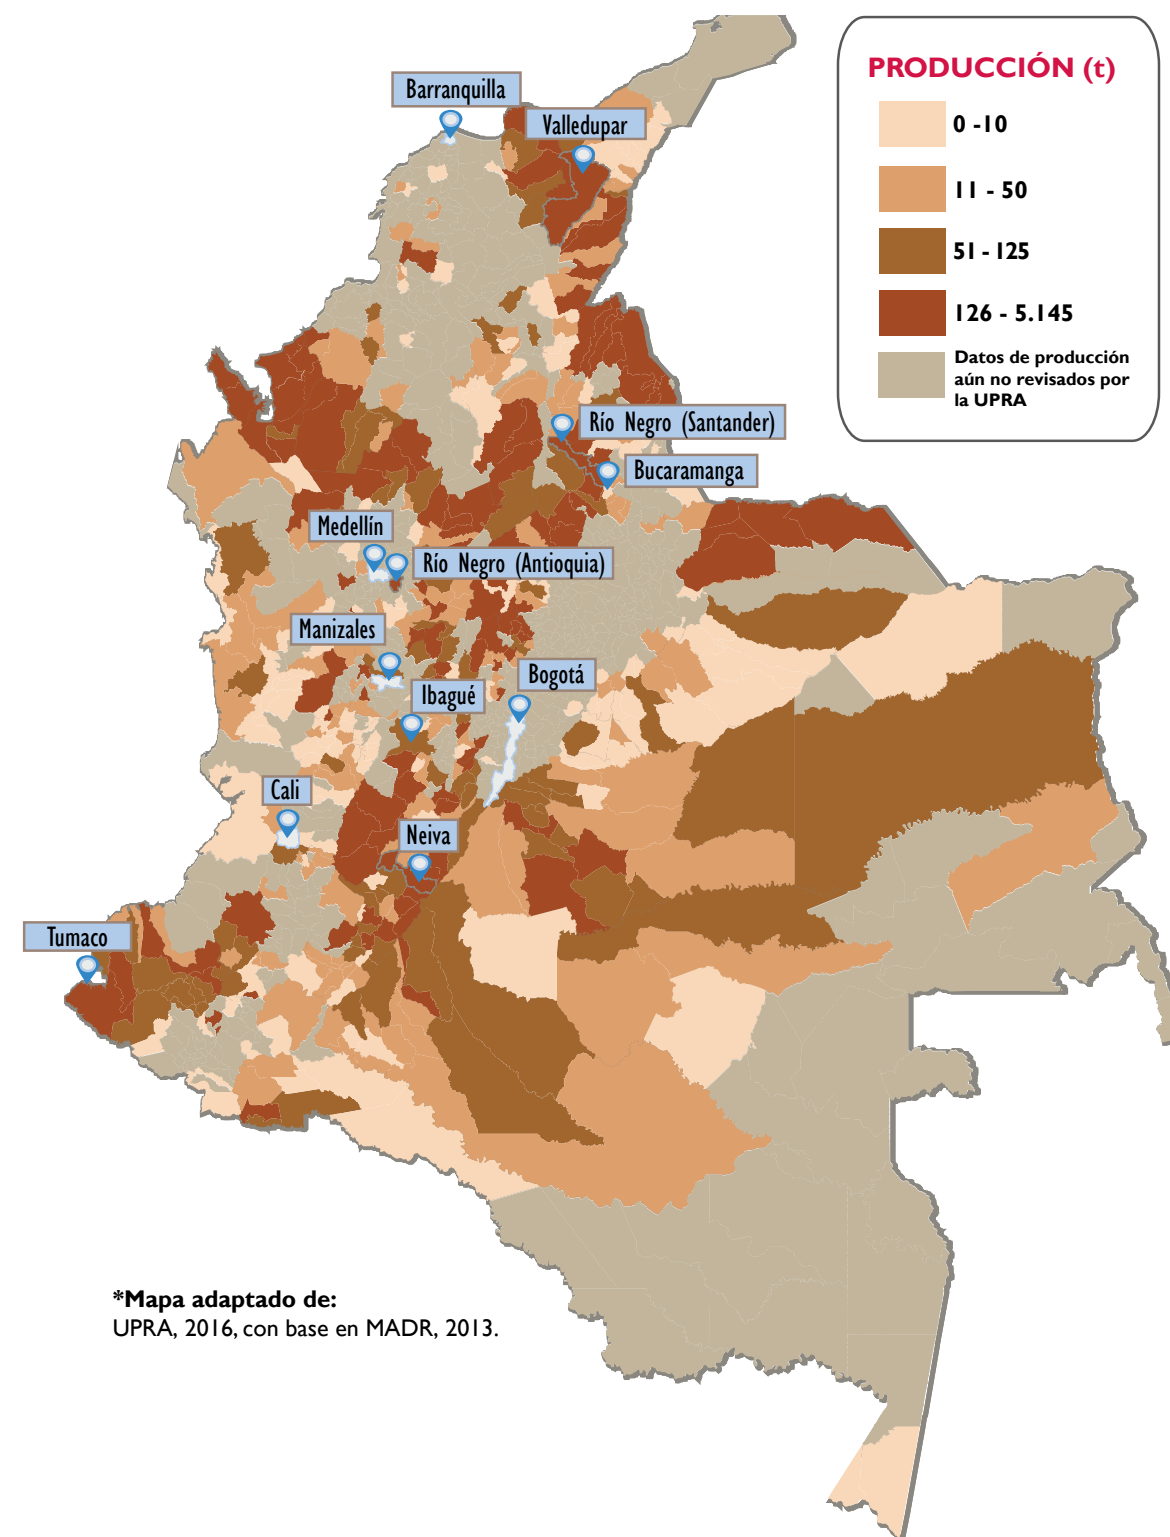 PRODUCCIÓN (t)
0 -10
11 - 50
51 - 125
126 - 5.145
Datos de producción
aún no revisados por
la UPRA
Barranquilla
Valledupar
Río Negro (Santander)
Bucaramanga
Medellín
Río Negro (Antioquia)
Manizales
Bogotá
Ibagué
Cali
Neiva
Tumaco
*Mapa adaptado de:
UPRA, 2016, con base en MADR, 2013.